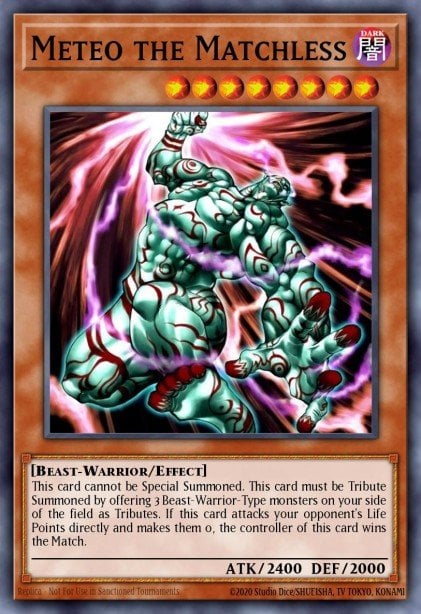 METEO THE MATCHLESS
DARK
闇
[BEAST-WARRIOR/EFFECT]
This card cannot be Special Summoned. This card must be Tribute
Summoned by offering 3 Beast-Warrior-Type monsters on your side
of the field as Tributes. If this card attacks your opponent's Life
Points directly and makes them 0, the controller of this card wins
the Match.
ATK/2400 DEF/2000
Replica - Not For Use in Sanctioned Tournaments
©2020 Studio Dice/SHUEISHA, TV TOKYO, KONAMI